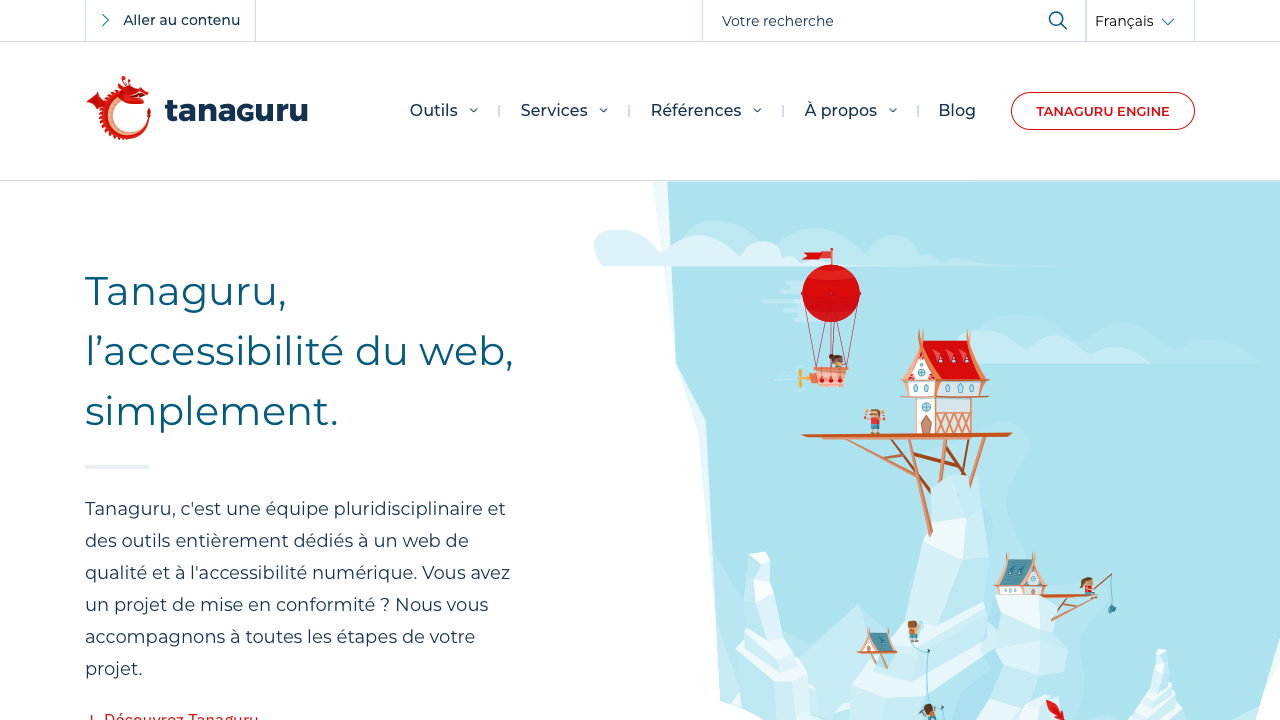 Aller au contenu
Votre recherche
Français
tanaguru
Outils
Services
Références
À propos
Blog
TANAGURU ENGINE
Tanaguru,
l’accessibilité du web,
simplement.
Tanaguru, c'est une équipe pluridisciplinaire et
des outils entièrement dédiés à un web de
qualité et à l'accessibilité numérique. Vous avez
un projet de mise en conformité ? Nous vous
accompagnons à toutes les étapes de votre
projet.
Découvrez Tanaguru